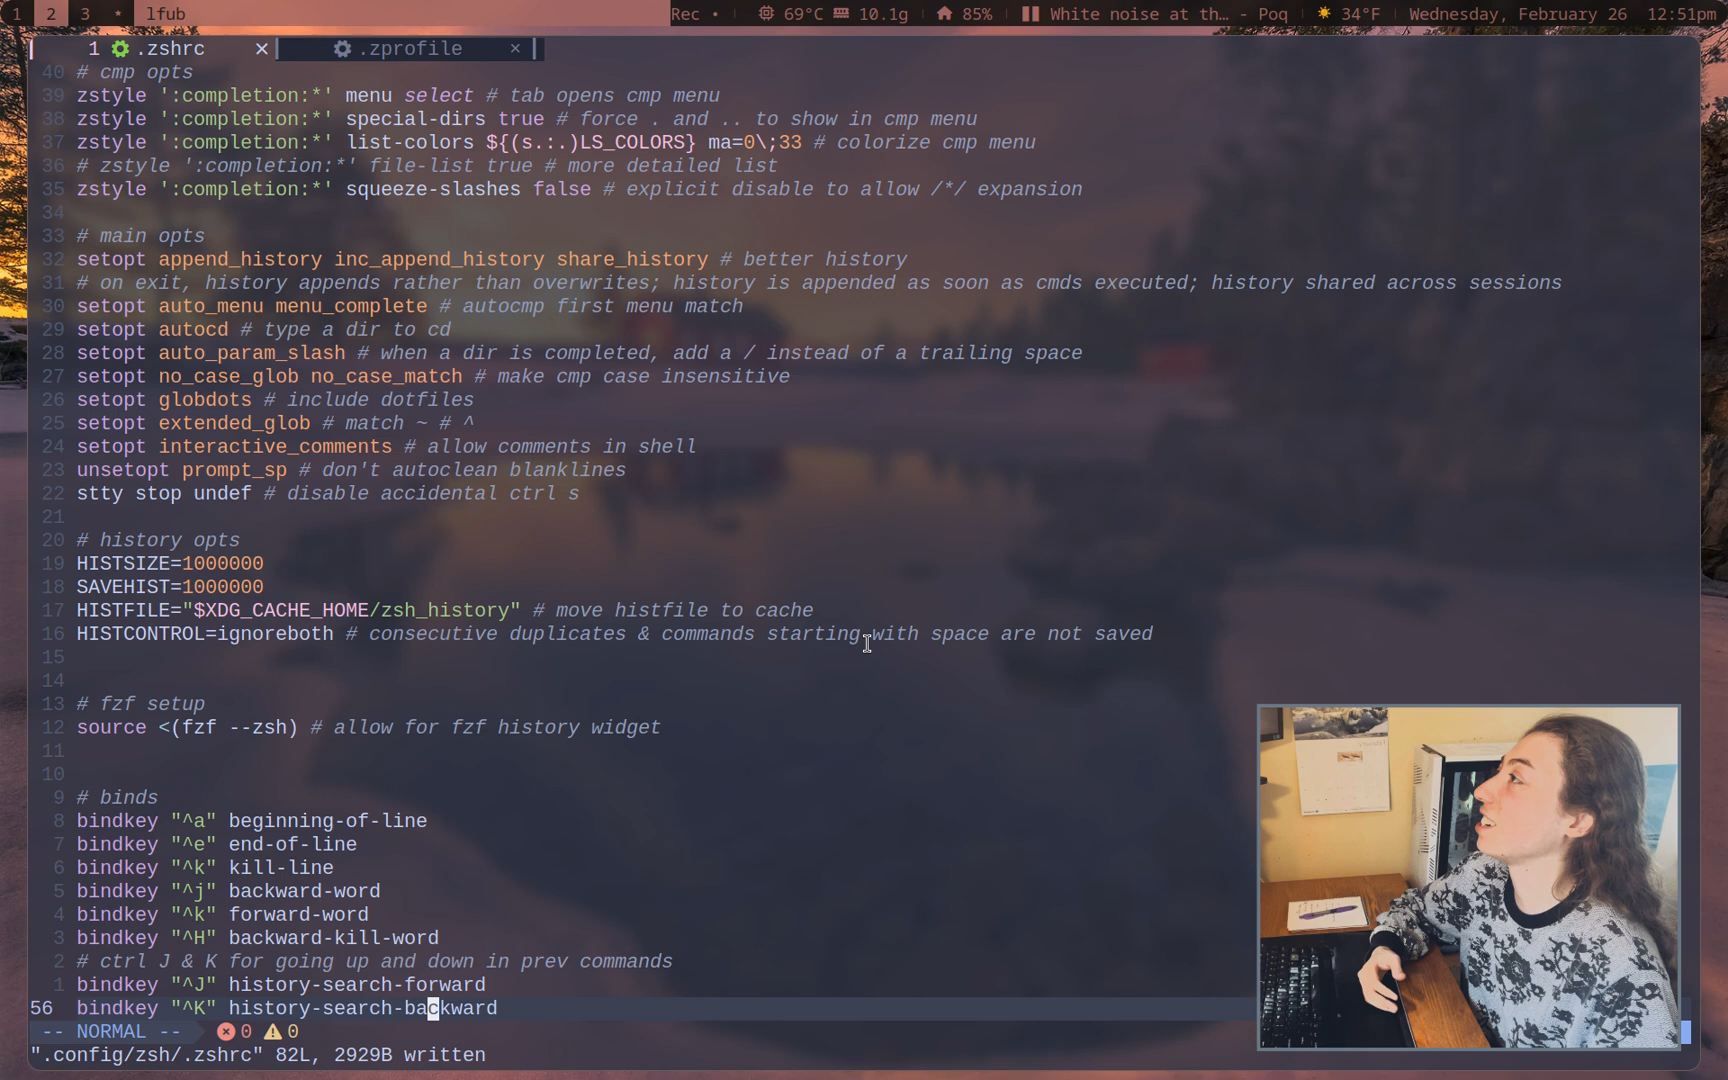 1 2 3 • lfub Rec • 69°C 10.1g 85% White noise at th… - Poq 34°F Wednesday, February 26 12:51pm
1 .zshrc × .zprofile ×
40 # cmp opts
39 zstyle ':completion:*' menu select # tab opens cmp menu
38 zstyle ':completion:*' special-dirs true # force . and .. to show in cmp menu
37 zstyle ':completion:*' list-colors ${(s.:.)LS_COLORS} ma=0\;33 # colorize cmp menu
36 # zstyle ':completion:*' file-list true # more detailed list
35 zstyle ':completion:*' squeeze-slashes false # explicit disable to allow /*/ expansion
34
33 # main opts
32 setopt append_history inc_append_history share_history # better history
31 # on exit, history appends rather than overwrites; history is appended as soon as cmds executed; history shared across sessions
30 setopt auto_menu menu_complete # autocmp first menu match
29 setopt autocd # type a dir to cd
28 setopt auto_param_slash # when a dir is completed, add a / instead of a trailing space
27 setopt no_case_glob no_case_match # make cmp case insensitive
26 setopt globdots # include dotfiles
25 setopt extended_glob # match ~ # ^
24 setopt interactive_comments # allow comments in shell
23 unsetopt prompt_sp # don't autoclean blanklines
22 stty stop undef # disable accidental ctrl s
21
20 # history opts
19 HISTSIZE=1000000
18 SAVEHIST=1000000
17 HISTFILE="$XDG_CACHE_HOME/zsh_history" # move histfile to cache
16 HISTCONTROL=ignoreboth # consecutive duplicates & commands starting with space are not saved
15
14
13 # fzf setup
12 source <(fzf --zsh) # allow for fzf history widget
11
10
9 # binds
8 bindkey "^a" beginning-of-line
7 bindkey "^e" end-of-line
6 bindkey "^k" kill-line
5 bindkey "^j" backward-word
4 bindkey "^k" forward-word
3 bindkey "^H" backward-kill-word
2 # ctrl J & K for going up and down in prev commands
1 bindkey "^J" history-search-forward
56 bindkey "^K" history-search-backward
-- NORMAL -- 0 0
".config/zsh/.zshrc" 82L, 2929B written